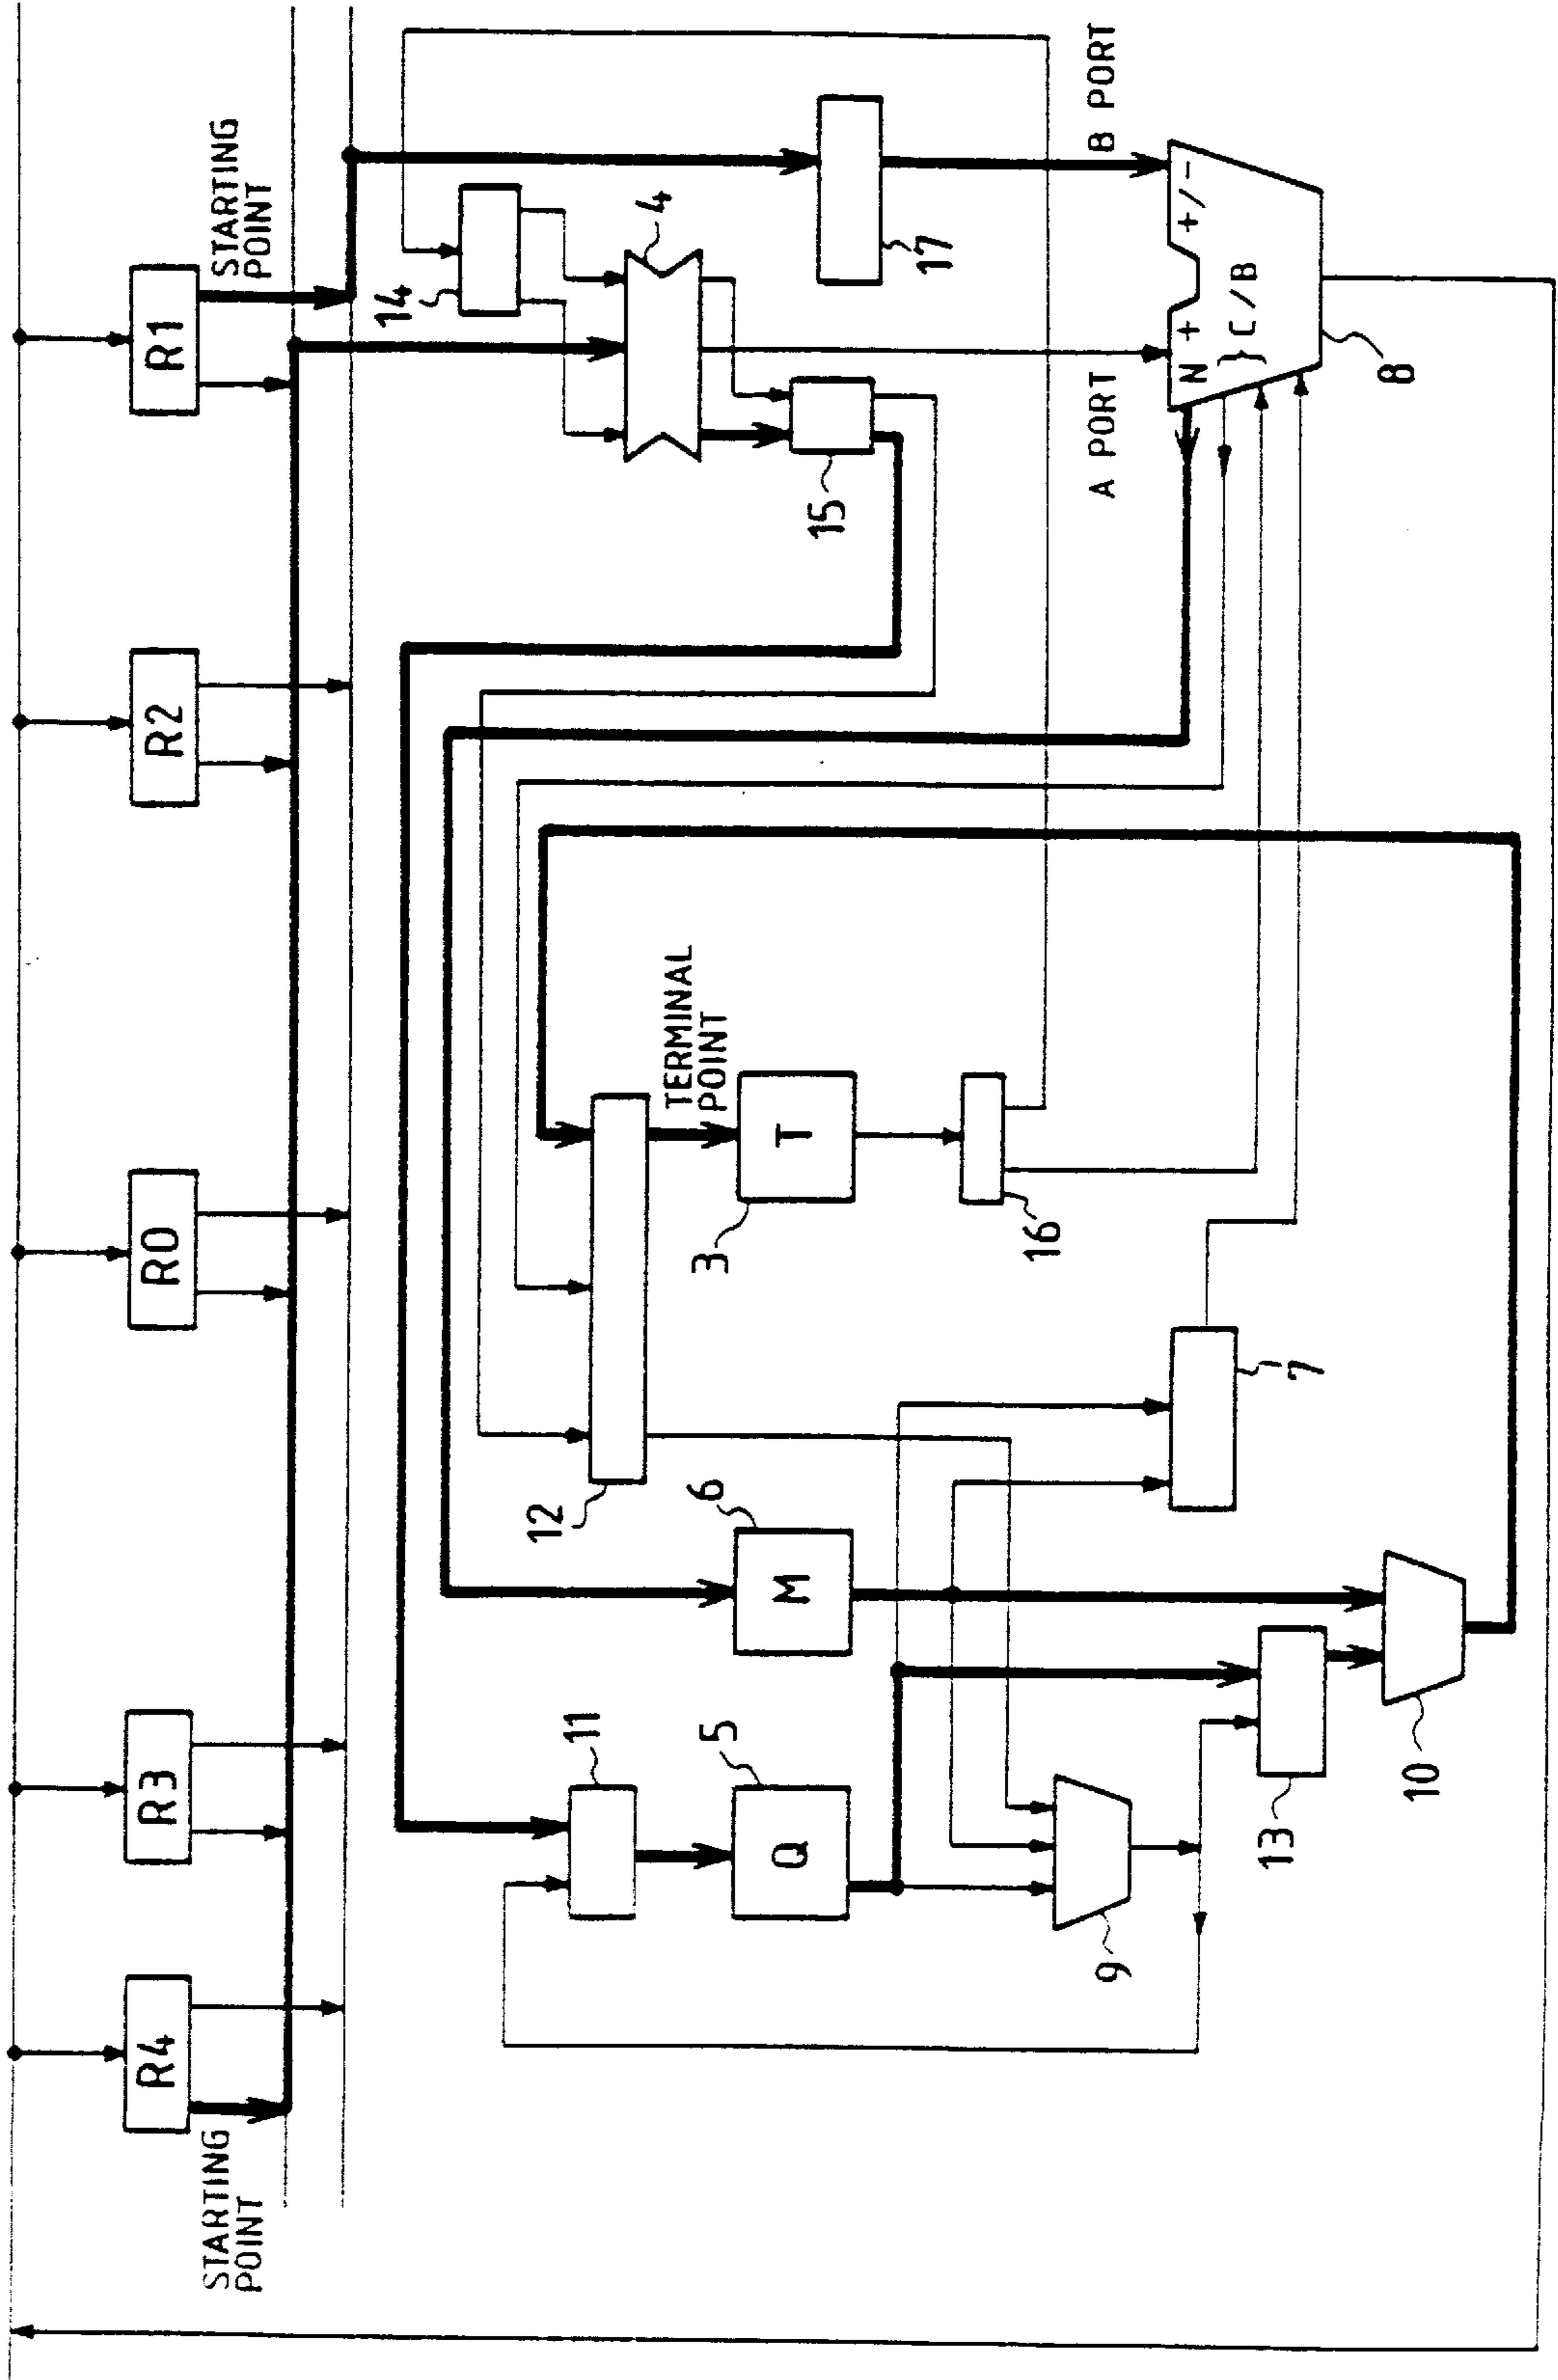 STARTING
POINT
R4
R3
R0
R2
R1
STARTING
POINT
14
4
11
12
TERMINAL
POINT
15
17
5
Q
6
M
3
T
16
A PORT
B PORT
9
13
7
N + +/-
} C/B
10
8